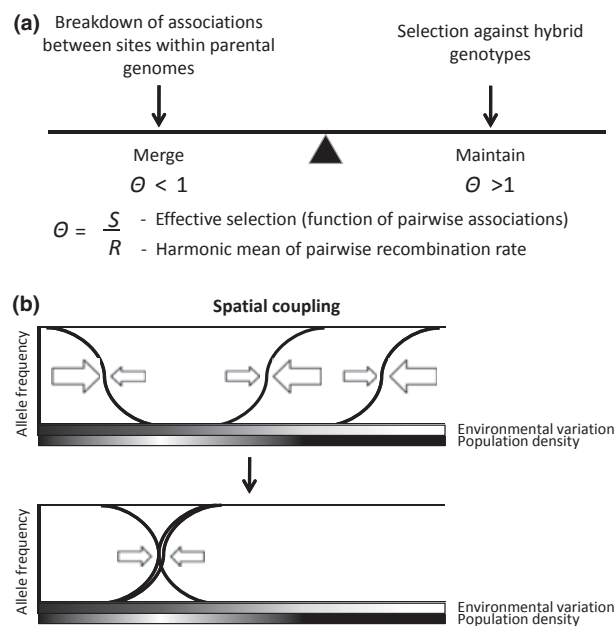 (a)
Breakdown of associations
between sites within parental
genomes
Selection against hybrid
genotypes
Merge
Θ < 1
Maintain
Θ >1
Θ = S - Effective selection (function of pairwise associations)
R - Harmonic mean of pairwise recombination rate
(b)
Spatial coupling
Allele frequency
Environmental variation
Population density
Allele frequency
Environmental variation
Population density